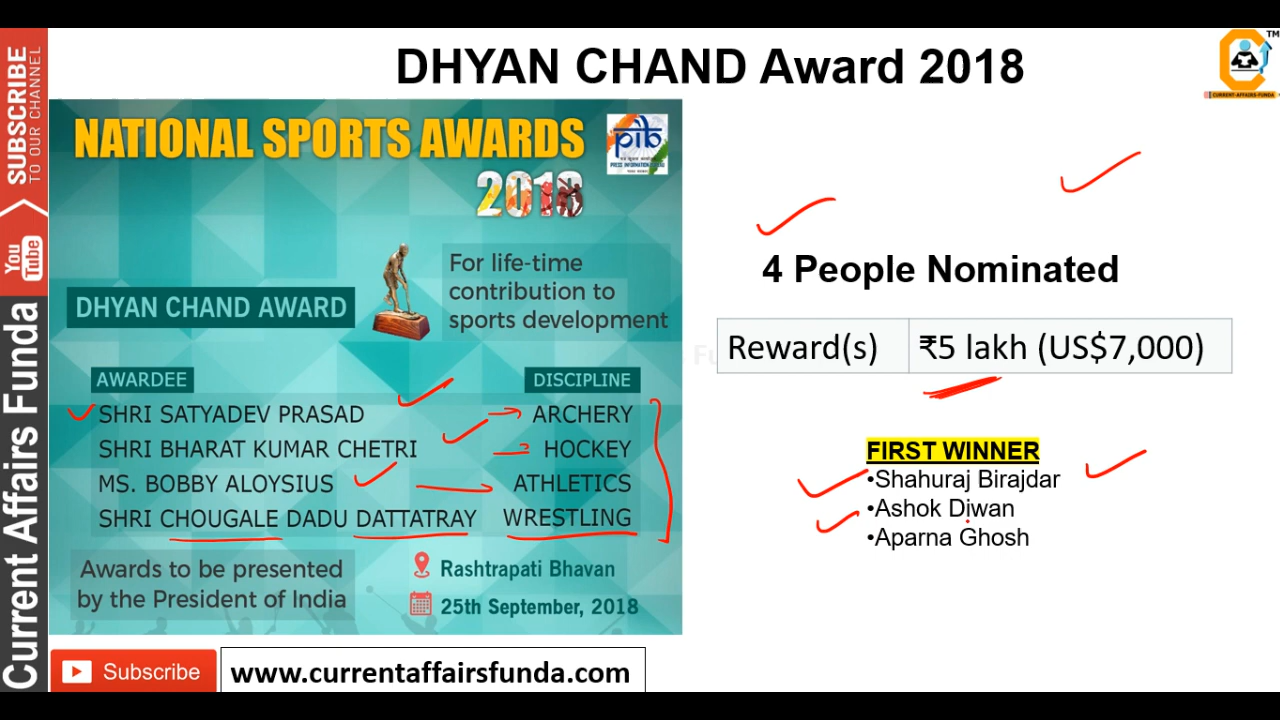 DHYAN CHAND Award 2018
TM
CURRENT-AFFAIRS-FUNDA
SUBSCRIBE
TO OUR CHANNEL
You
Tube
Current Affairs Funda
NATIONAL SPORTS AWARDS
2018
pib
DHYAN CHAND AWARD
For life-time
contribution to
sports development
AWARDEE DISCIPLINE
SHRI SATYADEV PRASAD ARCHERY
SHRI BHARAT KUMAR CHETRI HOCKEY
MS. BOBBY ALOYSIUS ATHLETICS
SHRI CHOUGALE DADU DATTATRAY WRESTLING
Awards to be presented
by the President of India
Rashtrapati Bhavan
25th September, 2018
4 People Nominated
Reward(s) ₹5 lakh (US$7,000)
FIRST WINNER
•Shahuraj Birajdar
•Ashok Diwan
•Aparna Ghosh
Subscribe
www.currentaffairsfunda.com